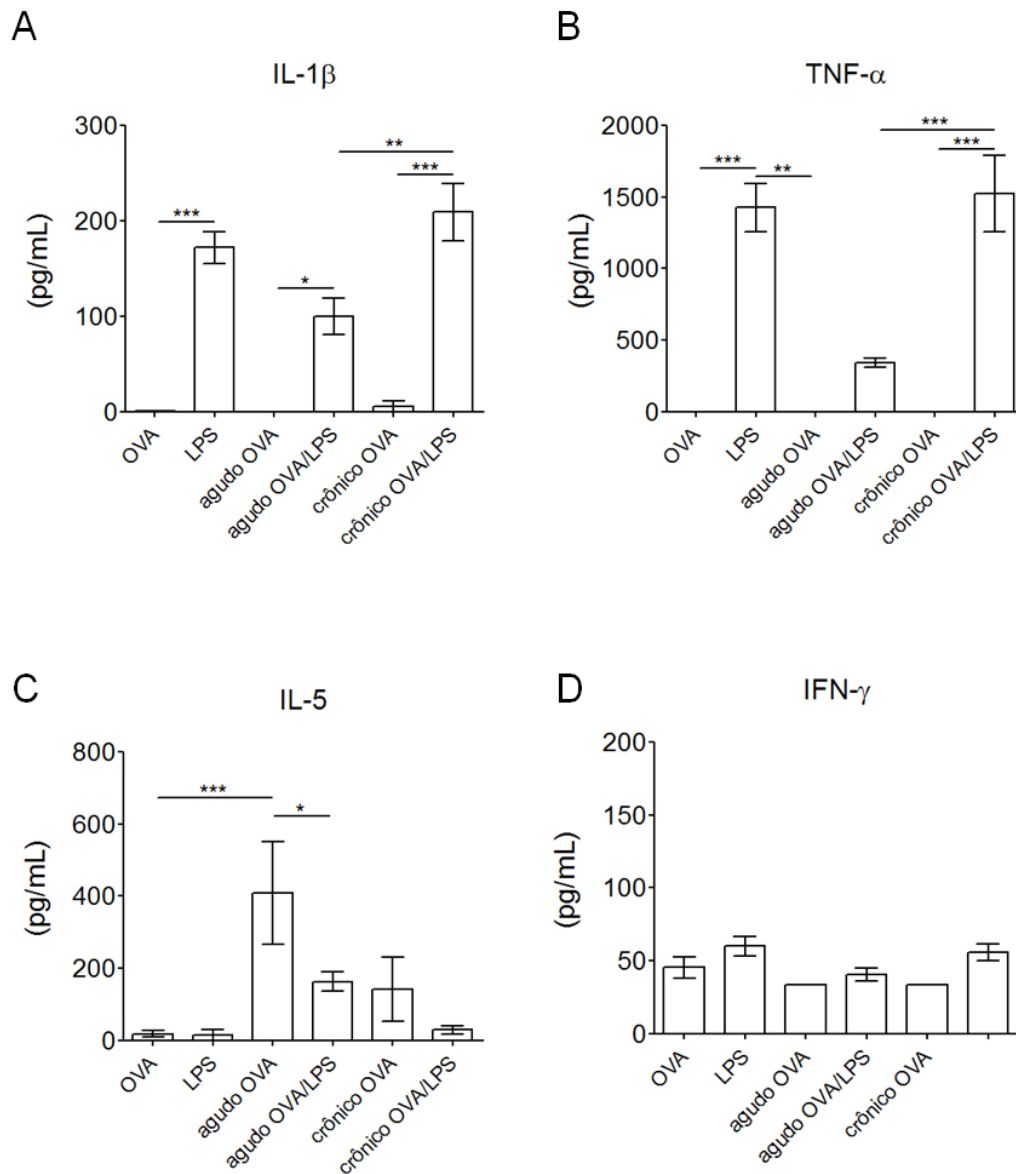 A
IL-1β
(pg/mL)
300
200
100
0
***
*
**
***
OVA
LPS
agudo OVA
agudo OVA/LPS
crônico OVA
crônico OVA/LPS
B
TNF-α
(pg/mL)
2000
1500
1000
500
0
***
**
***
***
OVA
LPS
agudo OVA
agudo OVA/LPS
crônico OVA
crônico OVA/LPS
C
IL-5
(pg/mL)
800
600
400
200
0
***
*
OVA
LPS
agudo OVA
agudo OVA/LPS
crônico OVA
crônico OVA/LPS
D
IFN-γ
(pg/mL)
200
150
100
50
0
OVA
LPS
agudo OVA
agudo OVA/LPS
crônico OVA